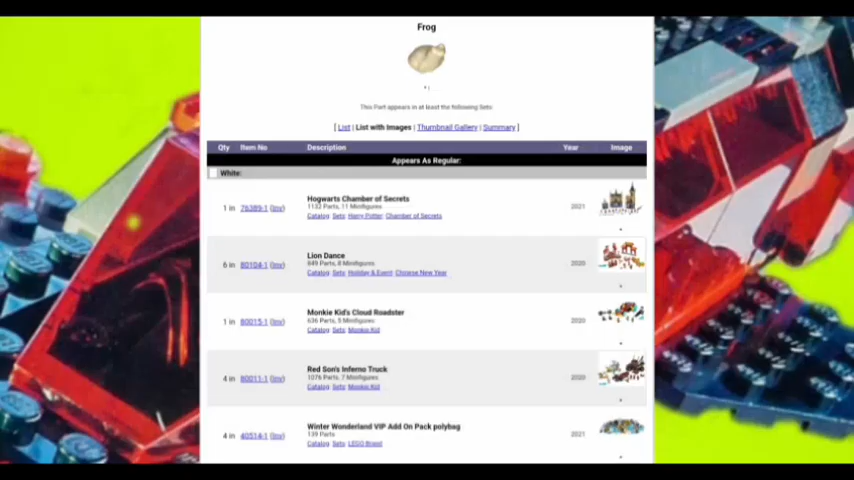 Frog
This Part appears in at least the following Sets:
[ List | List with Images | Thumbnail Gallery | Summary ]
Qty Item No Description Year Image
Appears As Regular:
White:
1 in 76389-1 (Inv) Hogwarts Chamber of Secrets 2021
1132 Parts, 11 Minifigures
Catalog: Sets: Harry Potter: Chamber of Secrets
6 in 80104-1 (Inv) Lion Dance 2020
849 Parts, 8 Minifigures
Catalog: Sets: Holiday & Event: Chinese New Year
1 in 80015-1 (Inv) Monkie Kid's Cloud Roadster 2020
636 Parts, 5 Minifigures
Catalog: Sets: Monkie Kid
4 in 80011-1 (Inv) Red Son's Inferno Truck 2020
1076 Parts, 7 Minifigures
Catalog: Sets: Monkie Kid
4 in 40514-1 (Inv) Winter Wonderland VIP Add On Pack polybag 2021
139 Parts
Catalog: Sets: LEGO Brand